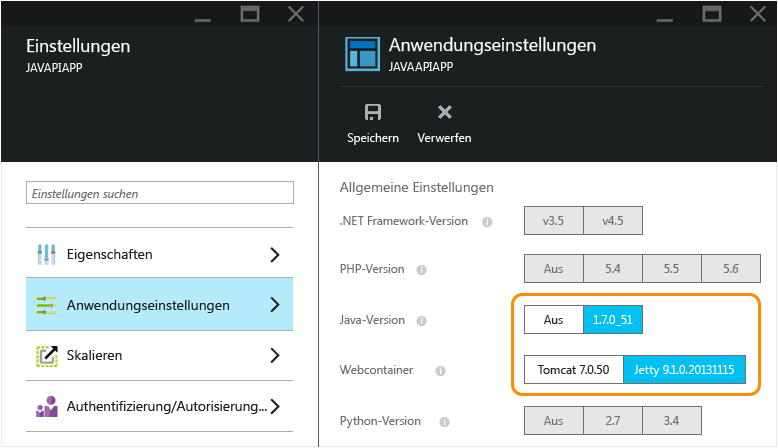 Einstellungen
JAVAPIAPP
Einstellungen suchen
Eigenschaften
Anwendungseinstellungen
Skalieren
Authentifizierung/Autorisierung...
Anwendungseinstellungen
JAVAAPIAPP
Speichern Verwerfen
Allgemeine Einstellungen
.NET Framework-Version v3.5 v4.5
PHP-Version Aus 5.4 5.5 5.6
Java-Version Aus 1.7.0_51
Webcontainer Tomcat 7.0.50 Jetty 9.1.0.20131115
Python-Version Aus 2.7 3.4